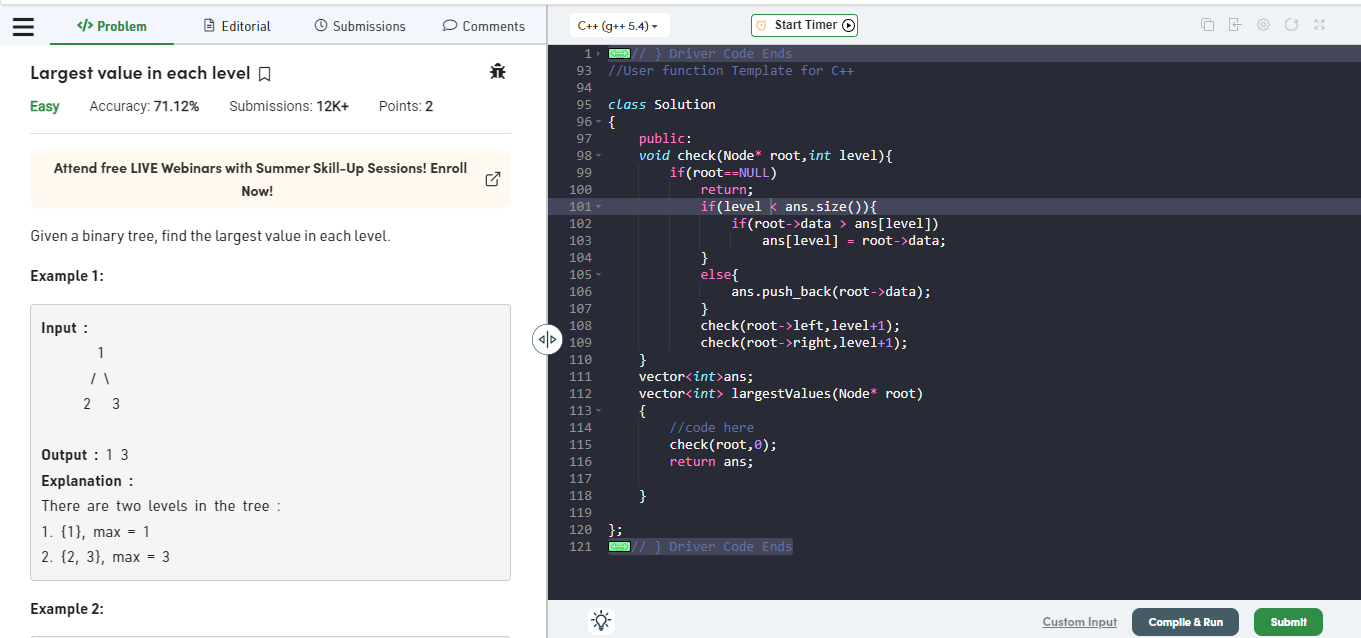 Problem Editorial Submissions Comments
Largest value in each level
Easy Accuracy: 71.12% Submissions: 12K+ Points: 2
Attend free LIVE Webinars with Summer Skill-Up Sessions! Enroll
Now!
Given a binary tree, find the largest value in each level.
Example 1:
Input :
1
/ \
2 3
Output : 1 3
Explanation :
There are two levels in the tree :
1. {1}, max = 1
2. {2, 3}, max = 3
Example 2:
C++ (g++ 5.4) Start Timer
1 // } Driver Code Ends
93 //User function Template for C++
94
95 class Solution
96 {
97 public:
98 void check(Node* root,int level){
99 if(root==NULL)
100 return;
101 if(level < ans.size()){
102 if(root->data > ans[level])
103 ans[level] = root->data;
104 }
105 else{
106 ans.push_back(root->data);
107 }
108 check(root->left,level+1);
109 check(root->right,level+1);
110 }
111 vector<int>ans;
112 vector<int> largestValues(Node* root)
113 {
114 //code here
115 check(root,0);
116 return ans;
117
118 }
119
120 };
121 // } Driver Code Ends
Custom Input Compile & Run Submit